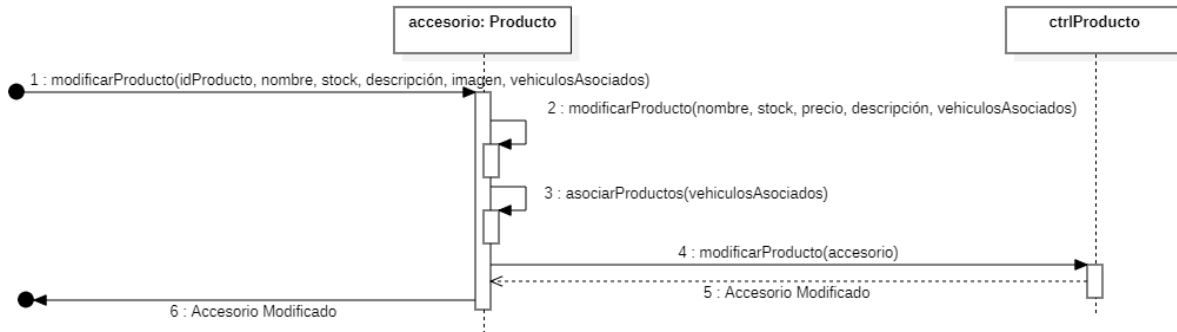 accesorio: Producto
ctrlProducto
1 : modificarProducto(idProducto, nombre, stock, descripción, imagen, vehiculosAsociados)
2 : modificarProducto(nombre, stock, precio, descripción, vehiculosAsociados)
3 : asociarProductos(vehiculosAsociados)
4 : modificarProducto(accesorio)
5 : Accesorio Modificado
6 : Accesorio Modificado